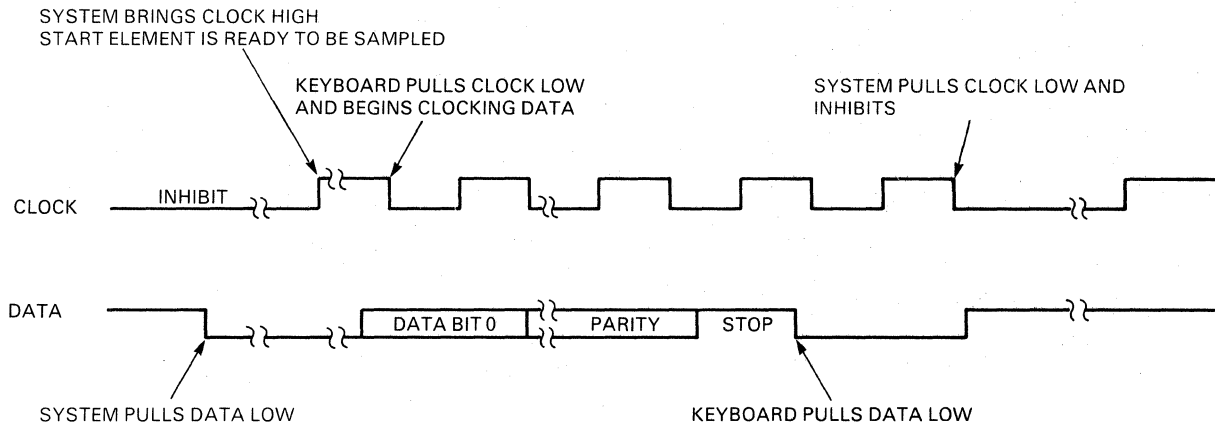 SYSTEM BRINGS CLOCK HIGH
START ELEMENT IS READY TO BE SAMPLED
KEYBOARD PULLS CLOCK LOW
AND BEGINS CLOCKING DATA
SYSTEM PULLS CLOCK LOW AND
INHIBITS
INHIBIT
CLOCK
DATA
DATA BIT 0
PARITY
STOP
SYSTEM PULLS DATA LOW
KEYBOARD PULLS DATA LOW